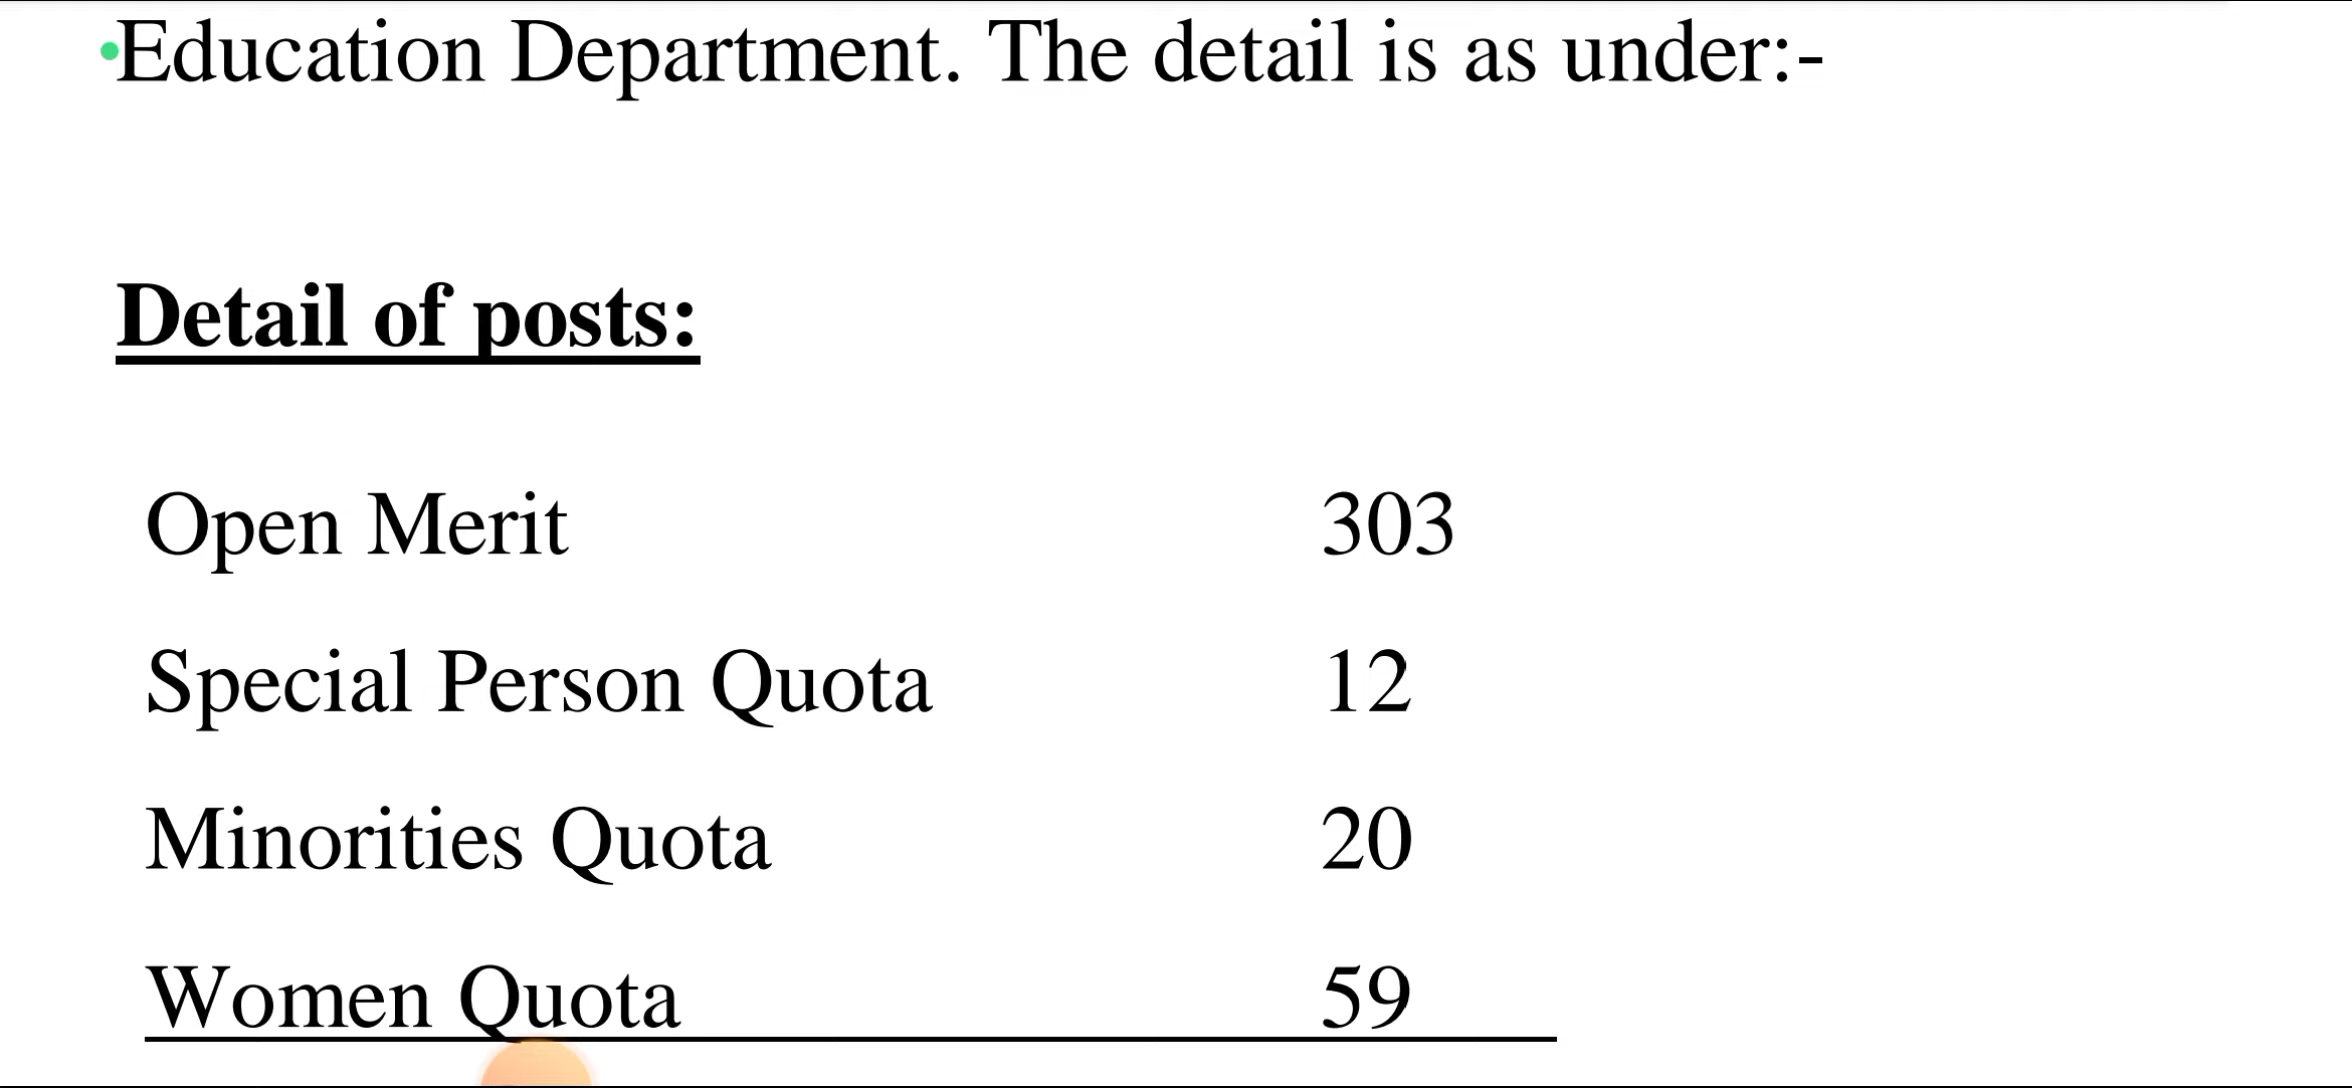 Education Department. The detail is as under:-
Detail of posts:
Open Merit 303
Special Person Quota 12
Minorities Quota 20
Women Quota 59